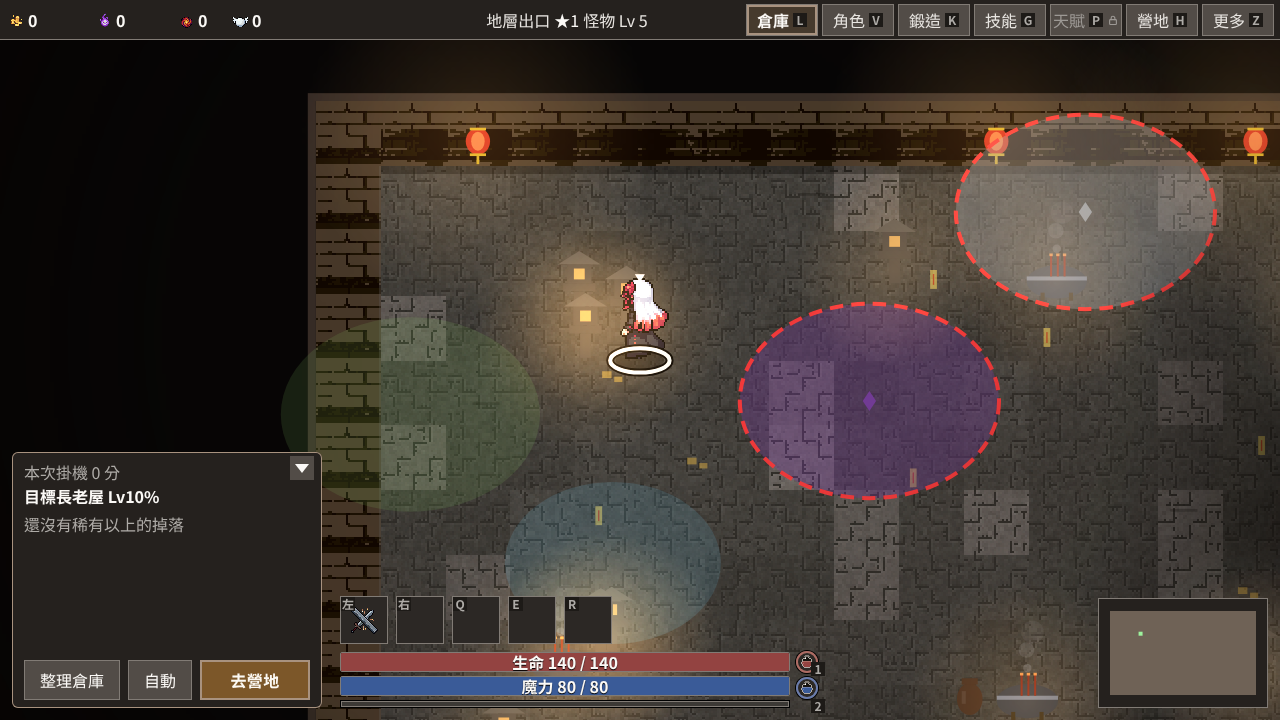 0 0 0 0 地層出口 ★1 怪物 Lv 5 倉庫 L 角色 V 鍛造 K 技能 G 天賦 P 營地 H 更多 Z
本次掛機 0 分
目標長老屋 Lv10%
還沒有稀有以上的掉落
整理倉庫 自動 去營地
左 右 Q E R
生命 140 / 140 1
魔力 80 / 80 2